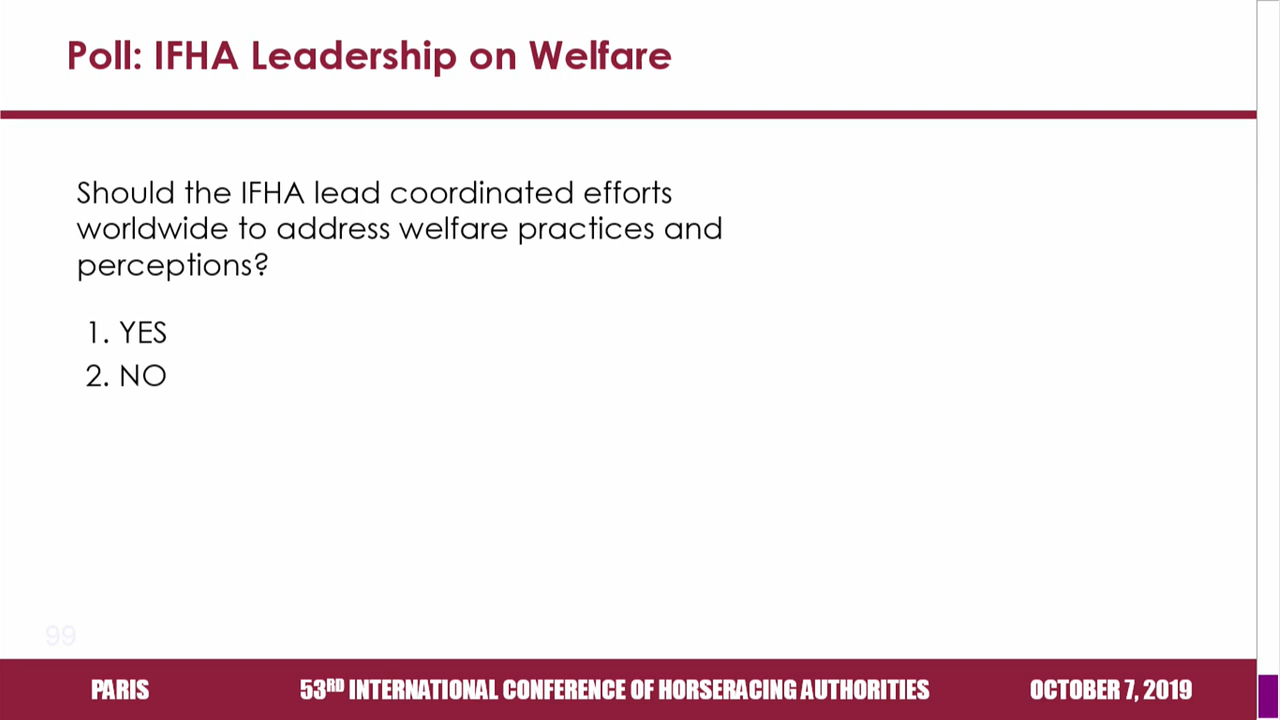 Poll: IFHA Leadership on Welfare
Should the IFHA lead coordinated efforts
worldwide to address welfare practices and
perceptions?
1. YES
2. NO
99
PARIS 53RD INTERNATIONAL CONFERENCE OF HORSERACING AUTHORITIES OCTOBER 7, 2019